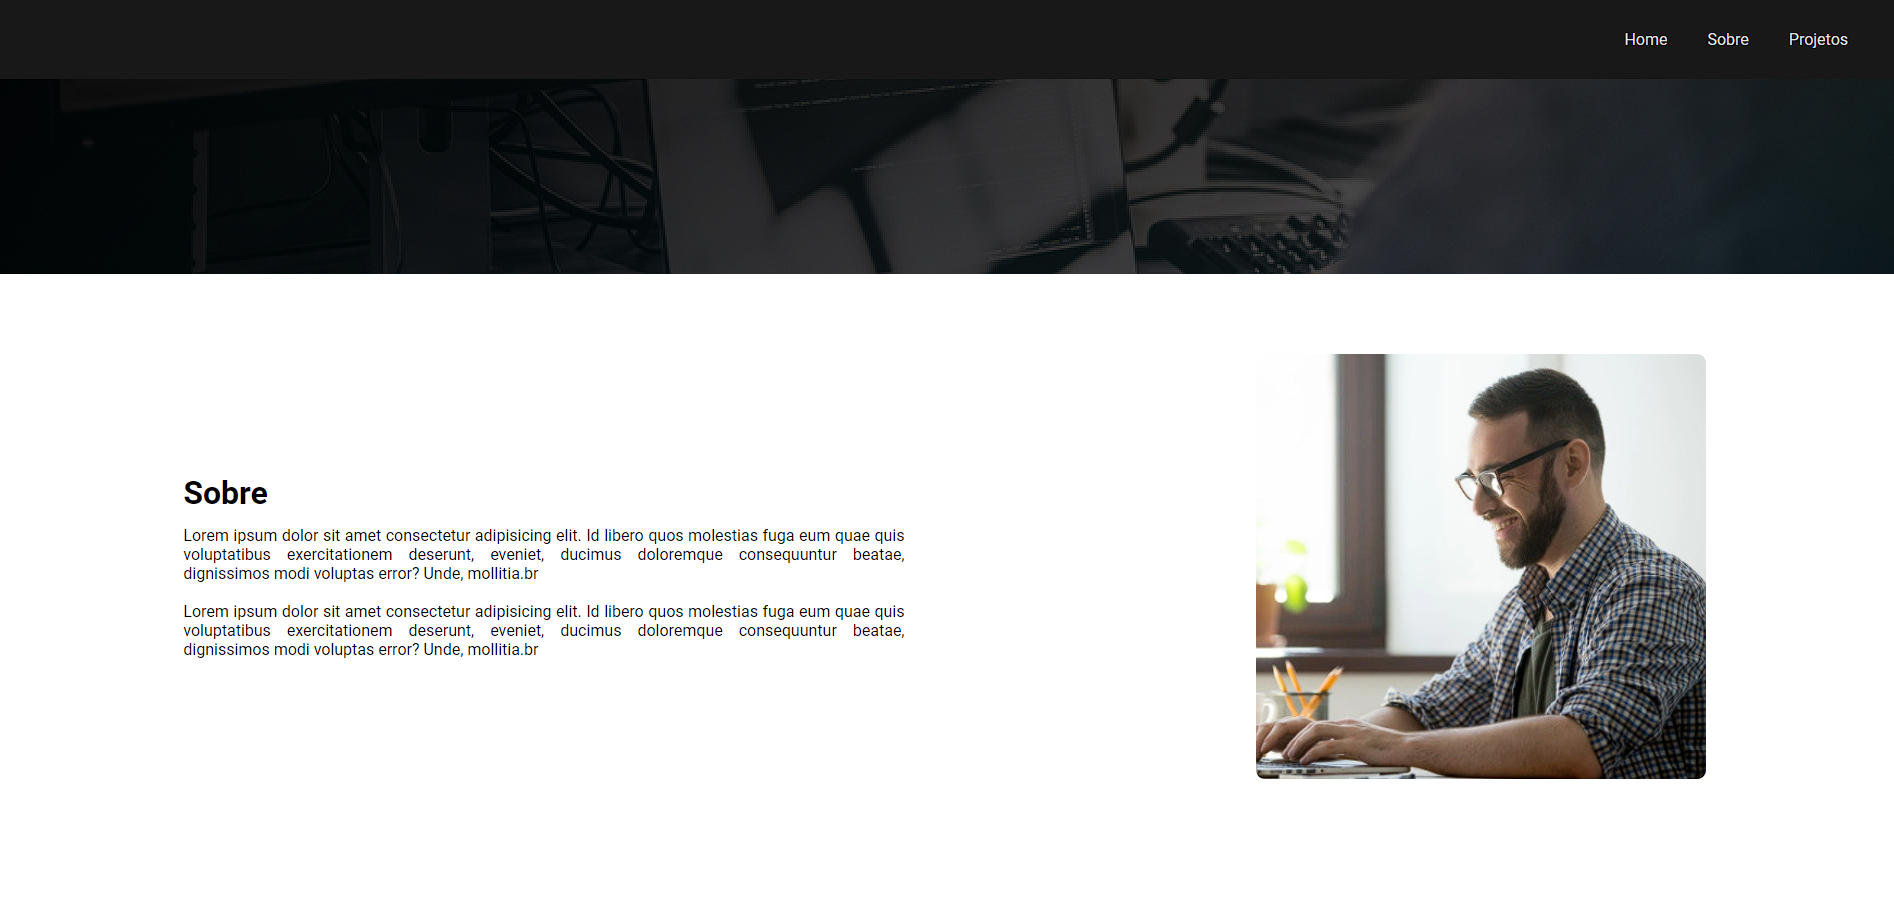 Home Sobre Projetos
Sobre
Lorem ipsum dolor sit amet consectetur adipisicing elit. Id libero quos molestias fuga eum quae quis
voluptatibus exercitationem deserunt, eveniet, ducimus doloremque consequuntur beatae,
dignissimos modi voluptas error? Unde, mollitia.br
Lorem ipsum dolor sit amet consectetur adipisicing elit. Id libero quos molestias fuga eum quae quis
voluptatibus exercitationem deserunt, eveniet, ducimus doloremque consequuntur beatae,
dignissimos modi voluptas error? Unde, mollitia.br